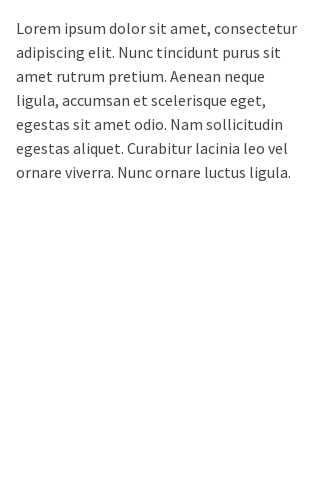 Lorem ipsum dolor sit amet, consectetur
adipiscing elit. Nunc tincidunt purus sit
amet rutrum pretium. Aenean neque
ligula, accumsan et scelerisque eget,
egestas sit amet odio. Nam sollicitudin
egestas aliquet. Curabitur lacinia leo vel
ornare viverra. Nunc ornare luctus ligula.